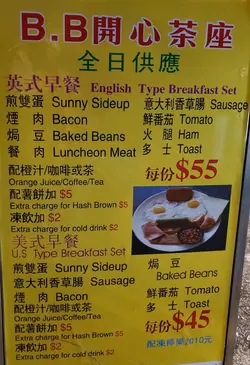 B.B開心茶座
全日供應
英式早餐 English Type Breakfast Set
煎雙蛋 Sunny Sideup 意大利香草腸 Sausage
煙肉 Bacon 鮮番茄 Tomato
焗豆 Baked Beans 火腿 Ham
餐肉 Luncheon Meat 多士 Toast
配橙汁/咖啡或茶 每份$55
Orange Juice/Coffee/Tea
配薯餅加 $5
Extra charge for Hash Brown $5
凍飲加 $2
Extra charge for cold drink $2
美式早餐
U.S Type Breakfast Set
煎雙蛋 Sunny Sideup 焗豆
意大利香草腸 Sausage Baked Beans
煙肉 Bacon 鮮番茄 Tomato
配橙汁/咖啡或茶 多士 Toast
Orange Juice/Coffee/Tea
配薯餅加 $5 每份$45
Extra charge for Hash Brown $5
凍飲加 $2
Extra charge for cold drink $2